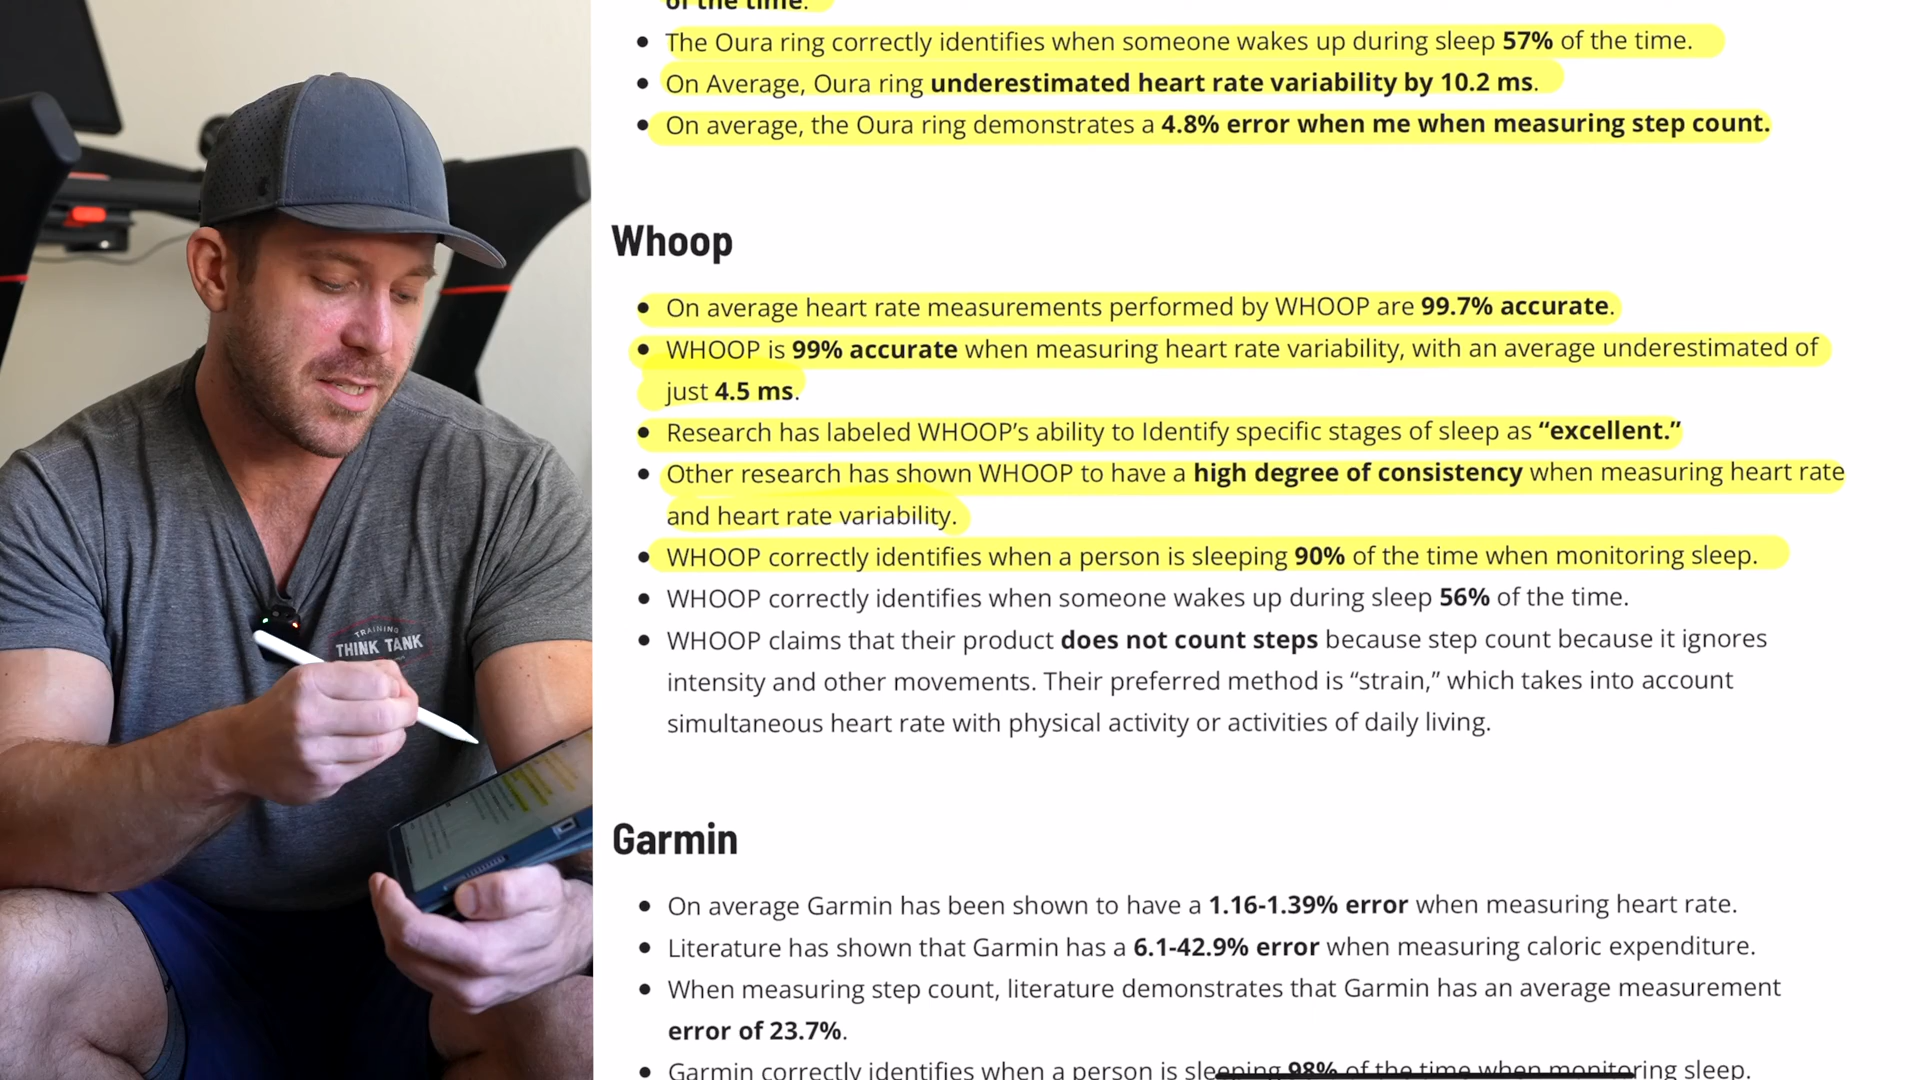 of the time.
The Oura ring correctly identifies when someone wakes up during sleep 57% of the time.
On Average, Oura ring underestimated heart rate variability by 10.2 ms.
On average, the Oura ring demonstrates a 4.8% error when me when measuring step count.
Whoop
On average heart rate measurements performed by WHOOP are 99.7% accurate.
WHOOP is 99% accurate when measuring heart rate variability, with an average underestimated of
just 4.5 ms.
Research has labeled WHOOP’s ability to Identify specific stages of sleep as “excellent.”
Other research has shown WHOOP to have a high degree of consistency when measuring heart rate
and heart rate variability.
WHOOP correctly identifies when a person is sleeping 90% of the time when monitoring sleep.
WHOOP correctly identifies when someone wakes up during sleep 56% of the time.
WHOOP claims that their product does not count steps because step count because it ignores
intensity and other movements. Their preferred method is “strain,” which takes into account
simultaneous heart rate with physical activity or activities of daily living.
Garmin
On average Garmin has been shown to have a 1.16-1.39% error when measuring heart rate.
Literature has shown that Garmin has a 6.1-42.9% error when measuring caloric expenditure.
When measuring step count, literature demonstrates that Garmin has an average measurement
error of 23.7%.
Garmin correctly identifies when a person is sleeping 98% of the time when monitoring sleep.
TRAINING
THINK TANK